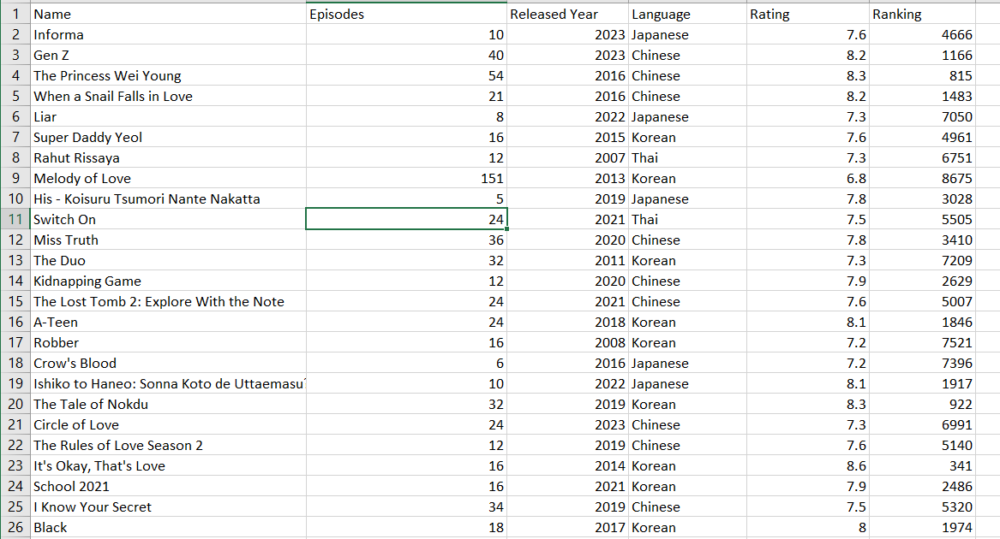 1 Name Episodes Released Year Language Rating Ranking
2 Informa 10 2023 Japanese 7.6 4666
3 Gen Z 40 2023 Chinese 8.2 1166
4 The Princess Wei Young 54 2016 Chinese 8.3 815
5 When a Snail Falls in Love 21 2016 Chinese 8.2 1483
6 Liar 8 2022 Japanese 7.3 7050
7 Super Daddy Yeol 16 2015 Korean 7.6 4961
8 Rahut Rissaya 12 2007 Thai 7.3 6751
9 Melody of Love 151 2013 Korean 6.8 8675
10 His - Koisuru Tsumori Nante Nakatta 5 2019 Japanese 7.8 3028
11 Switch On 24 2021 Thai 7.5 5505
12 Miss Truth 36 2020 Chinese 7.8 3410
13 The Duo 32 2011 Korean 7.3 7209
14 Kidnapping Game 12 2020 Chinese 7.9 2629
15 The Lost Tomb 2: Explore With the Note 24 2021 Chinese 7.6 5007
16 A-Teen 24 2018 Korean 8.1 1846
17 Robber 16 2008 Korean 7.2 7521
18 Crow's Blood 6 2016 Japanese 7.2 7396
19 Ishiko to Haneo: Sonna Koto de Uttaemasu 10 2022 Japanese 8.1 1917
20 The Tale of Nokdu 32 2019 Korean 8.3 922
21 Circle of Love 24 2023 Chinese 7.3 6991
22 The Rules of Love Season 2 12 2019 Chinese 7.6 5140
23 It's Okay, That's Love 16 2014 Korean 8.6 341
24 School 2021 16 2021 Korean 7.9 2486
25 I Know Your Secret 34 2019 Chinese 7.5 5320
26 Black 18 2017 Korean 8 1974